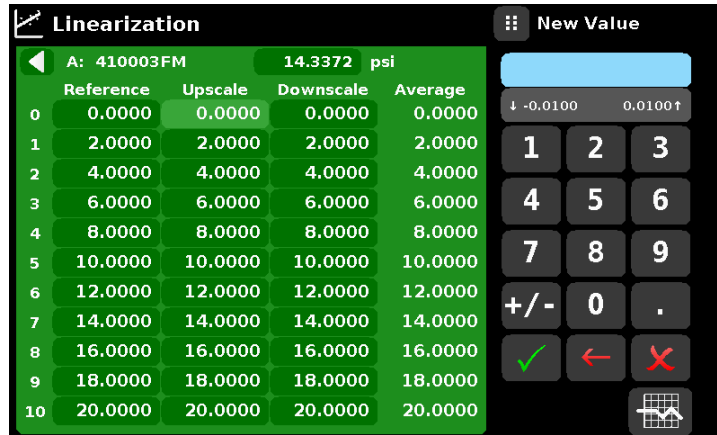 Linearization
A: 410003FM 14.3372 psi
Reference Upscale Downscale Average
0 0.0000 0.0000 0.0000 0.0000
1 2.0000 2.0000 2.0000 2.0000
2 4.0000 4.0000 4.0000 4.0000
3 6.0000 6.0000 6.0000 6.0000
4 8.0000 8.0000 8.0000 8.0000
5 10.0000 10.0000 10.0000 10.0000
6 12.0000 12.0000 12.0000 12.0000
7 14.0000 14.0000 14.0000 14.0000
8 16.0000 16.0000 16.0000 16.0000
9 18.0000 18.0000 18.0000 18.0000
10 20.0000 20.0000 20.0000 20.0000
New Value
↓ -0.0100 0.0100↑
1 2 3
4 5 6
7 8 9
+/- 0 .